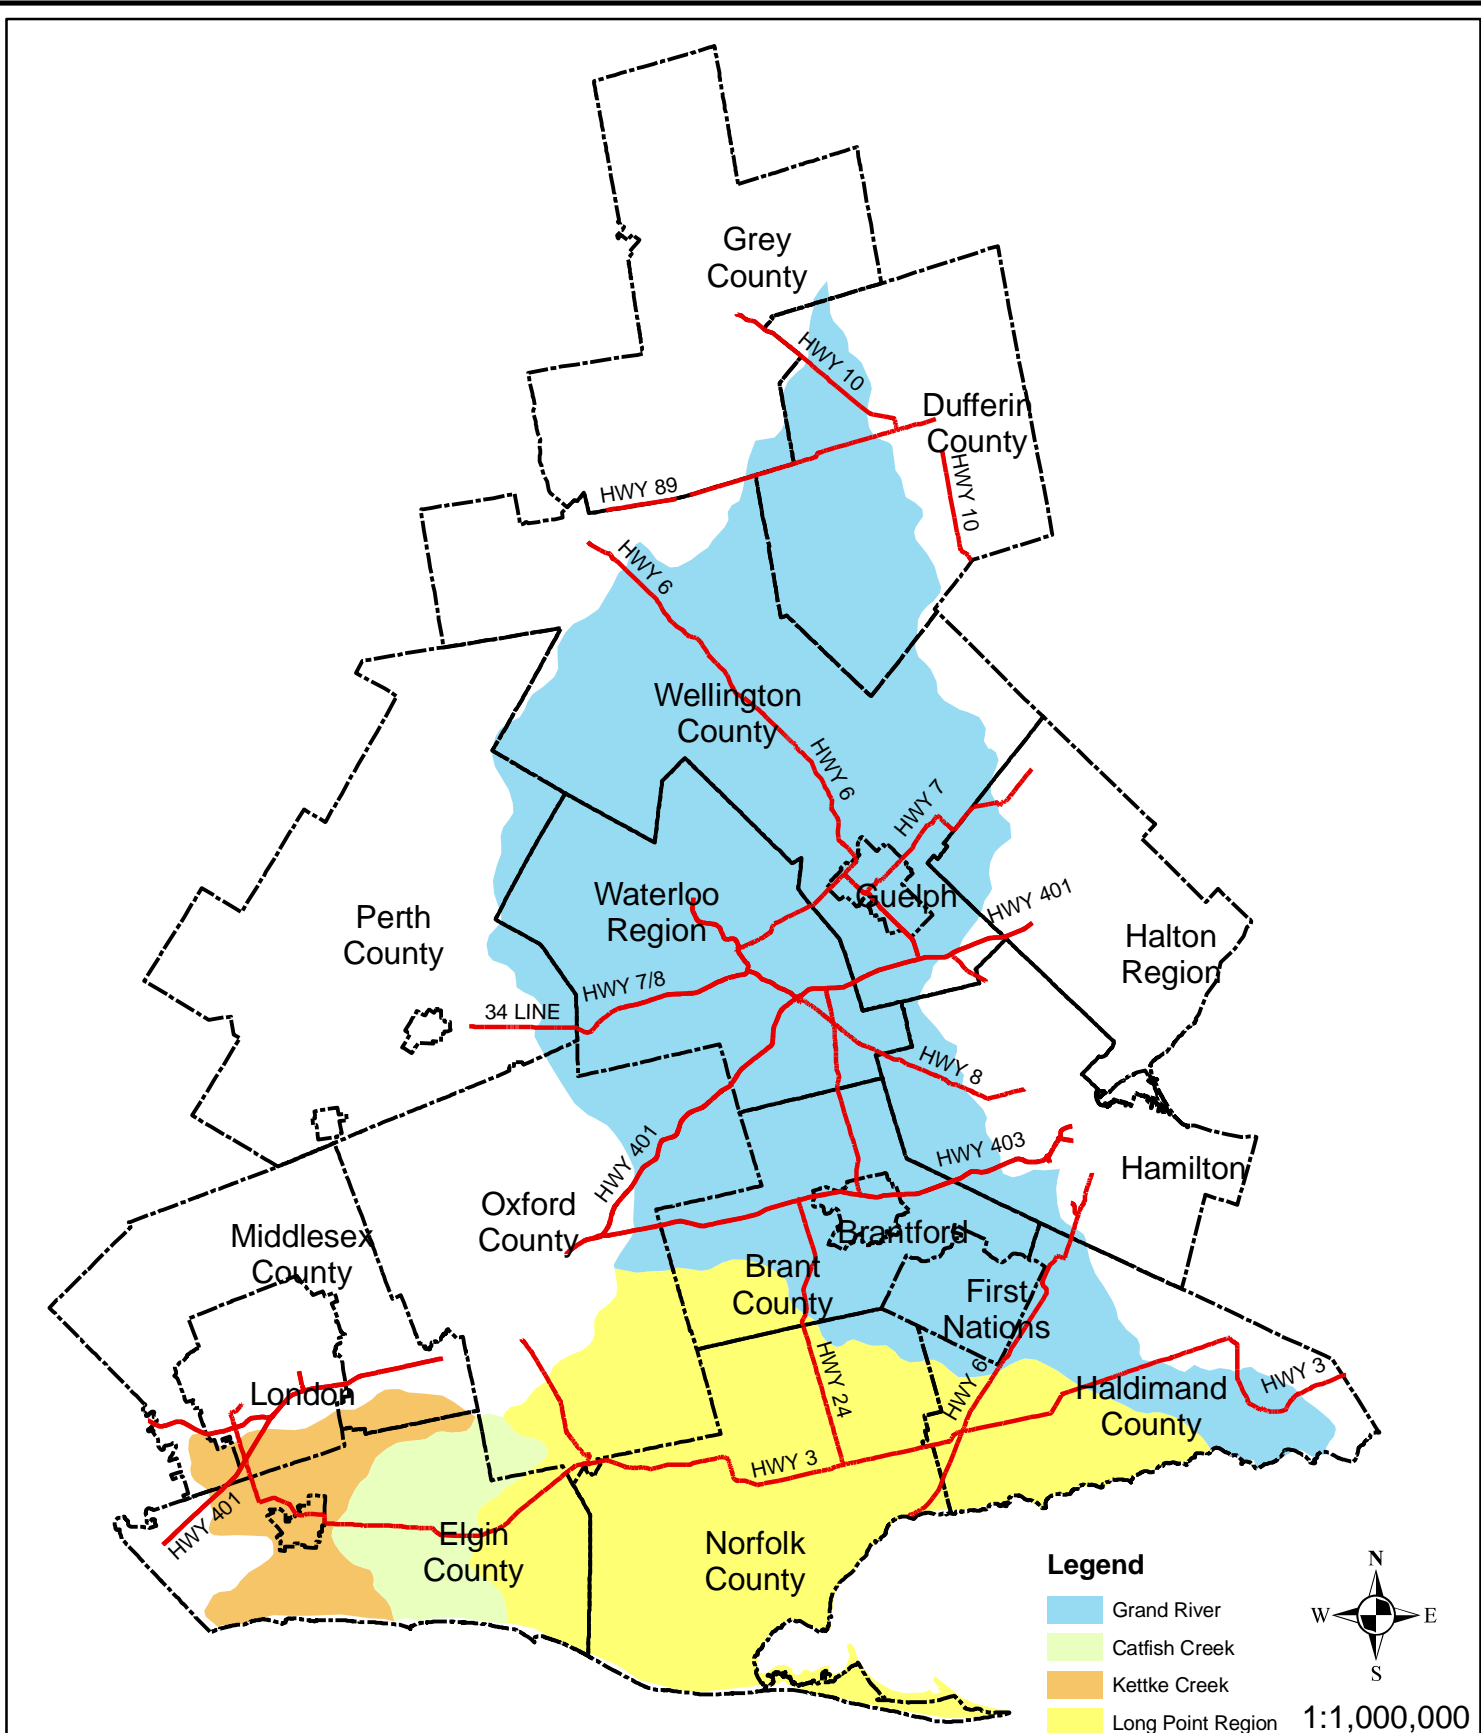 Grey
County
HWY 10
Dufferin
County
HWY 89
HWY 10
HWY 6
Wellington
County
HWY 6
HWY 7
Waterloo
Region
Guelph
HWY 401
Perth
County
Halton
Region
HWY 7/8
34 LINE
HWY 8
HWY 401
HWY 403
Hamilton
Oxford
County
Middlesex
County
Brantford
Brant
County
First
Nations
HWY 24
HWY 6
HWY 3
London
Haldimand
County
HWY 3
HWY 401
Elgin
County
Norfolk
County
Legend
Grand River
Catfish Creek
Kettke Creek
Long Point Region
N
W E
S
1:1,000,000